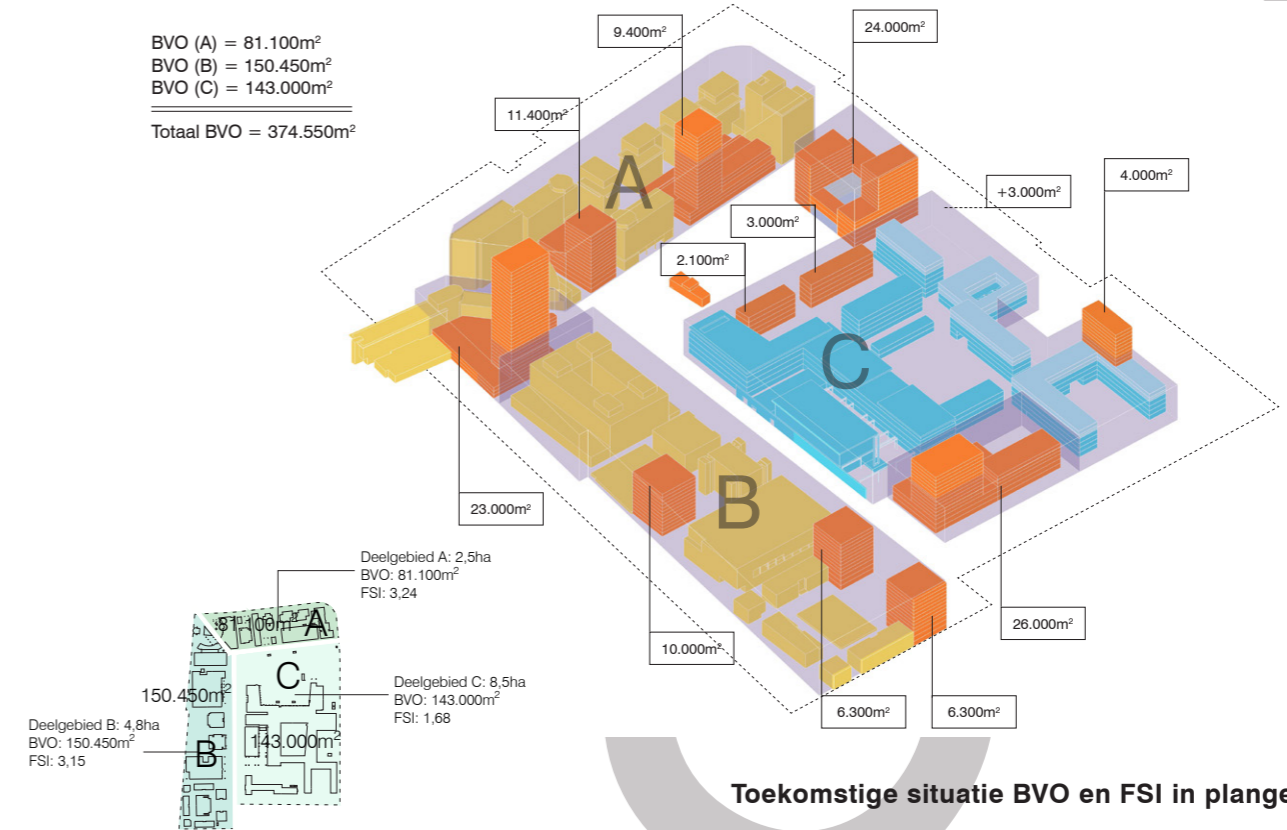 BVO (A) = 81.100m²
BVO (B) = 150.450m²
BVO (C) = 143.000m²
Totaal BVO = 374.550m²
9.400m²
24.000m²
11.400m²
A
+3.000m²
4.000m²
3.000m²
2.100m²
C
B
23.000m²
10.000m²
26.000m²
6.300m²
6.300m²
Deelgebied A: 2,5ha
BVO: 81.100m²
FSI: 3,24
81.100m²
A
C
150.450m²
Deelgebied C: 8,5ha
BVO: 143.000m²
FSI: 1,68
Deelgebied B: 4,8ha
BVO: 150.450m²
FSI: 3,15
143.000m²
B
Toekomstige situatie BVO en FSI in plange